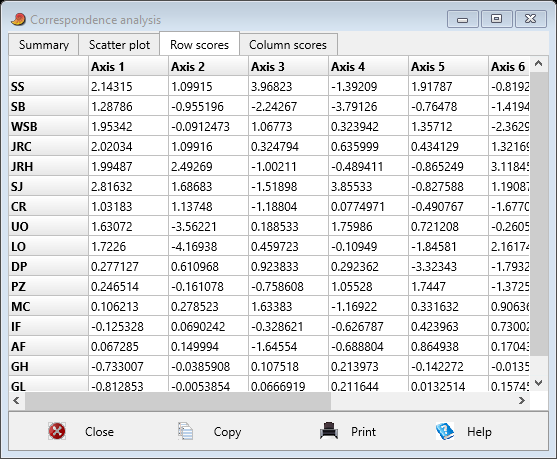 Correspondence analysis
Summary Scatter plot Row scores Column scores
Axis 1 Axis 2 Axis 3 Axis 4 Axis 5 Axis 6
SS 2.14315 1.09915 3.96823 -1.39209 1.91787 -0.8192
SB 1.28786 -0.955196 -2.24267 -3.79126 -0.76478 -1.4194
WSB 1.95342 -0.0912473 1.06773 0.323942 1.35712 -2.3629
JRC 2.02034 1.09916 0.324794 0.635999 0.434129 1.32169
JRH 1.99487 2.49269 -1.00211 -0.489411 -0.865249 3.11845
SJ 2.81632 1.68683 -1.51898 3.85533 -0.827588 1.19087
CR 1.03183 1.13748 -1.18804 0.0774971 -0.490767 -1.6770
UO 1.63072 -3.56221 0.188533 1.75986 0.721208 -0.2605
LO 1.7226 -4.16938 0.459723 -0.10949 -1.84581 2.16174
DP 0.277127 0.610968 0.923833 0.292362 -3.32343 -1.7932
PZ 0.246514 -0.161078 -0.758608 1.05528 1.7447 -1.3725
MC 0.106213 0.278523 1.63383 -1.16922 0.331632 0.90636
IF -0.125328 0.0690242 -0.328621 -0.626787 0.423963 0.73002
AF 0.067285 0.149994 -1.64554 -0.688804 0.864938 0.17043
GH -0.733007 -0.0385908 0.107518 0.213973 -0.142272 -0.0135
GL -0.812853 -0.0053854 0.0666919 0.211644 0.0132514 0.15745
Close Copy Print Help